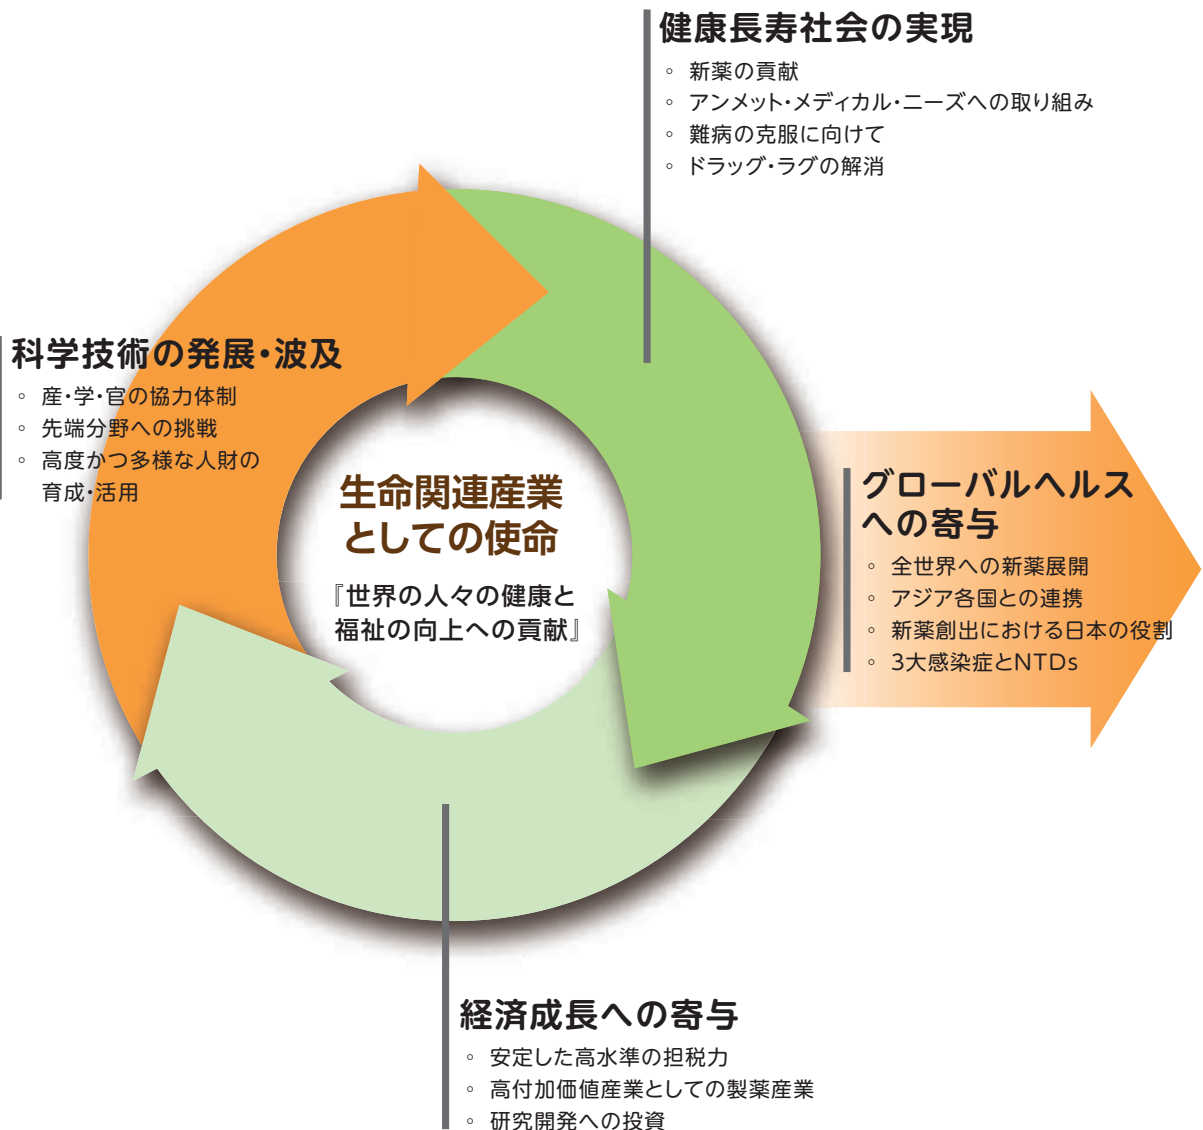 健康長寿社会の実現
◦ 新薬の貢献
◦ アンメット・メディカル・ニーズへの取り組み
◦ 難病の克服に向けて
◦ ドラッグ・ラグの解消
科学技術の発展・波及
◦ 産・学・官の協力体制
◦ 先端分野への挑戦
◦ 高度かつ多様な人財の
育成・活用
生命関連産業
としての使命
『世界の人々の健康と
福祉の向上への貢献』
グローバルヘルス
への寄与
◦ 全世界への新薬展開
◦ アジア各国との連携
◦ 新薬創出における日本の役割
◦ 3大感染症とNTDs
経済成長への寄与
◦ 安定した高水準の担税力
◦ 高付加価値産業としての製薬産業
◦ 研究開発への投資